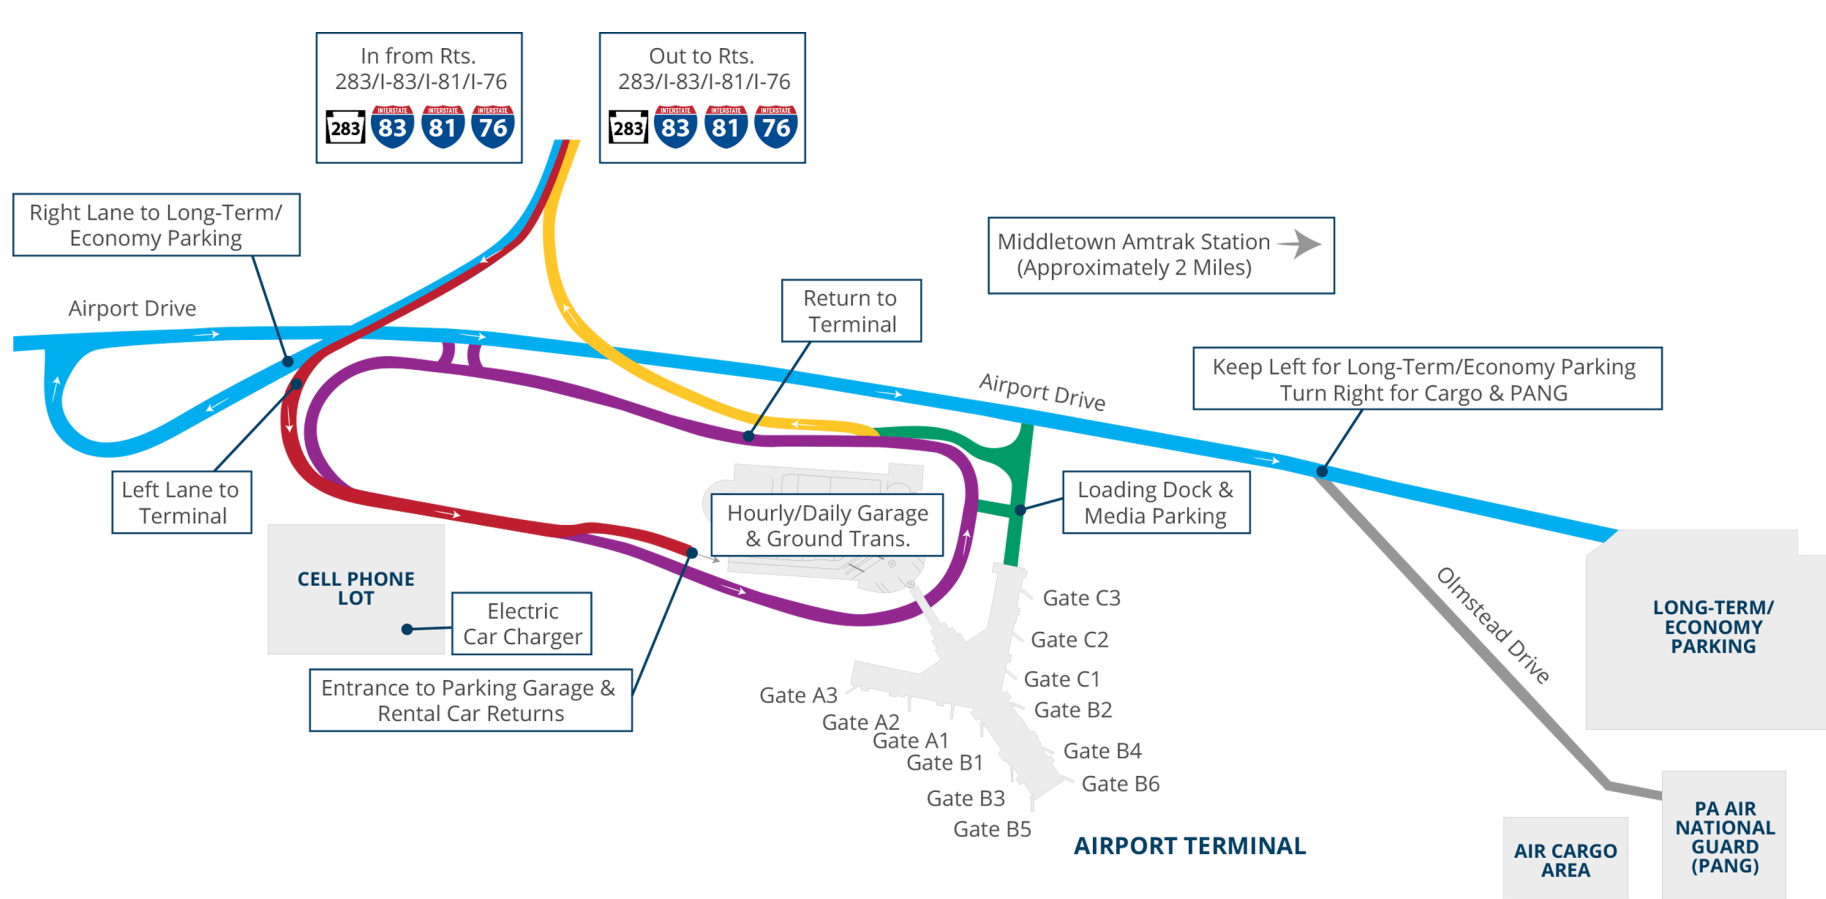 In from Rts.
283/I-83/I-81/I-76
283
INTERSTATE
83
INTERSTATE
81
INTERSTATE
76
Out to Rts.
283/I-83/I-81/I-76
283
INTERSTATE
83
INTERSTATE
81
INTERSTATE
76
Right Lane to Long-Term/
Economy Parking
Middletown Amtrak Station
(Approximately 2 Miles)
Airport Drive
Return to
Terminal
Keep Left for Long-Term/Economy Parking
Turn Right for Cargo & PANG
Airport Drive
Left Lane to
Terminal
Loading Dock &
Media Parking
Hourly/Daily Garage
& Ground Trans.
CELL PHONE
LOT
Electric
Car Charger
Entrance to Parking Garage &
Rental Car Returns
Olmstead Drive
LONG-TERM/
ECONOMY
PARKING
Gate C3
Gate C2
Gate C1
Gate A3
Gate B2
Gate A2
Gate A1
Gate B4
Gate B1
Gate B6
Gate B3
Gate B5
AIRPORT TERMINAL
AIR CARGO
AREA
PA AIR
NATIONAL
GUARD
(PANG)